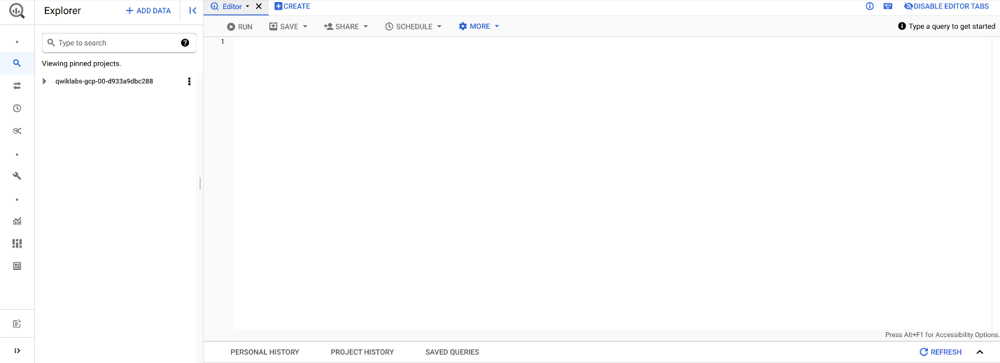 Explorer
ADD DATA
Type to search
Viewing pinned projects.
qwiklabs-gcp-00-d933a9dbc288
Editor
CREATE
DISABLE EDITOR TABS
RUN
SAVE
SHARE
SCHEDULE
MORE
Type a query to get started
1
Press Alt+F1 for Accessibility Options.
PERSONAL HISTORY
PROJECT HISTORY
SAVED QUERIES
REFRESH